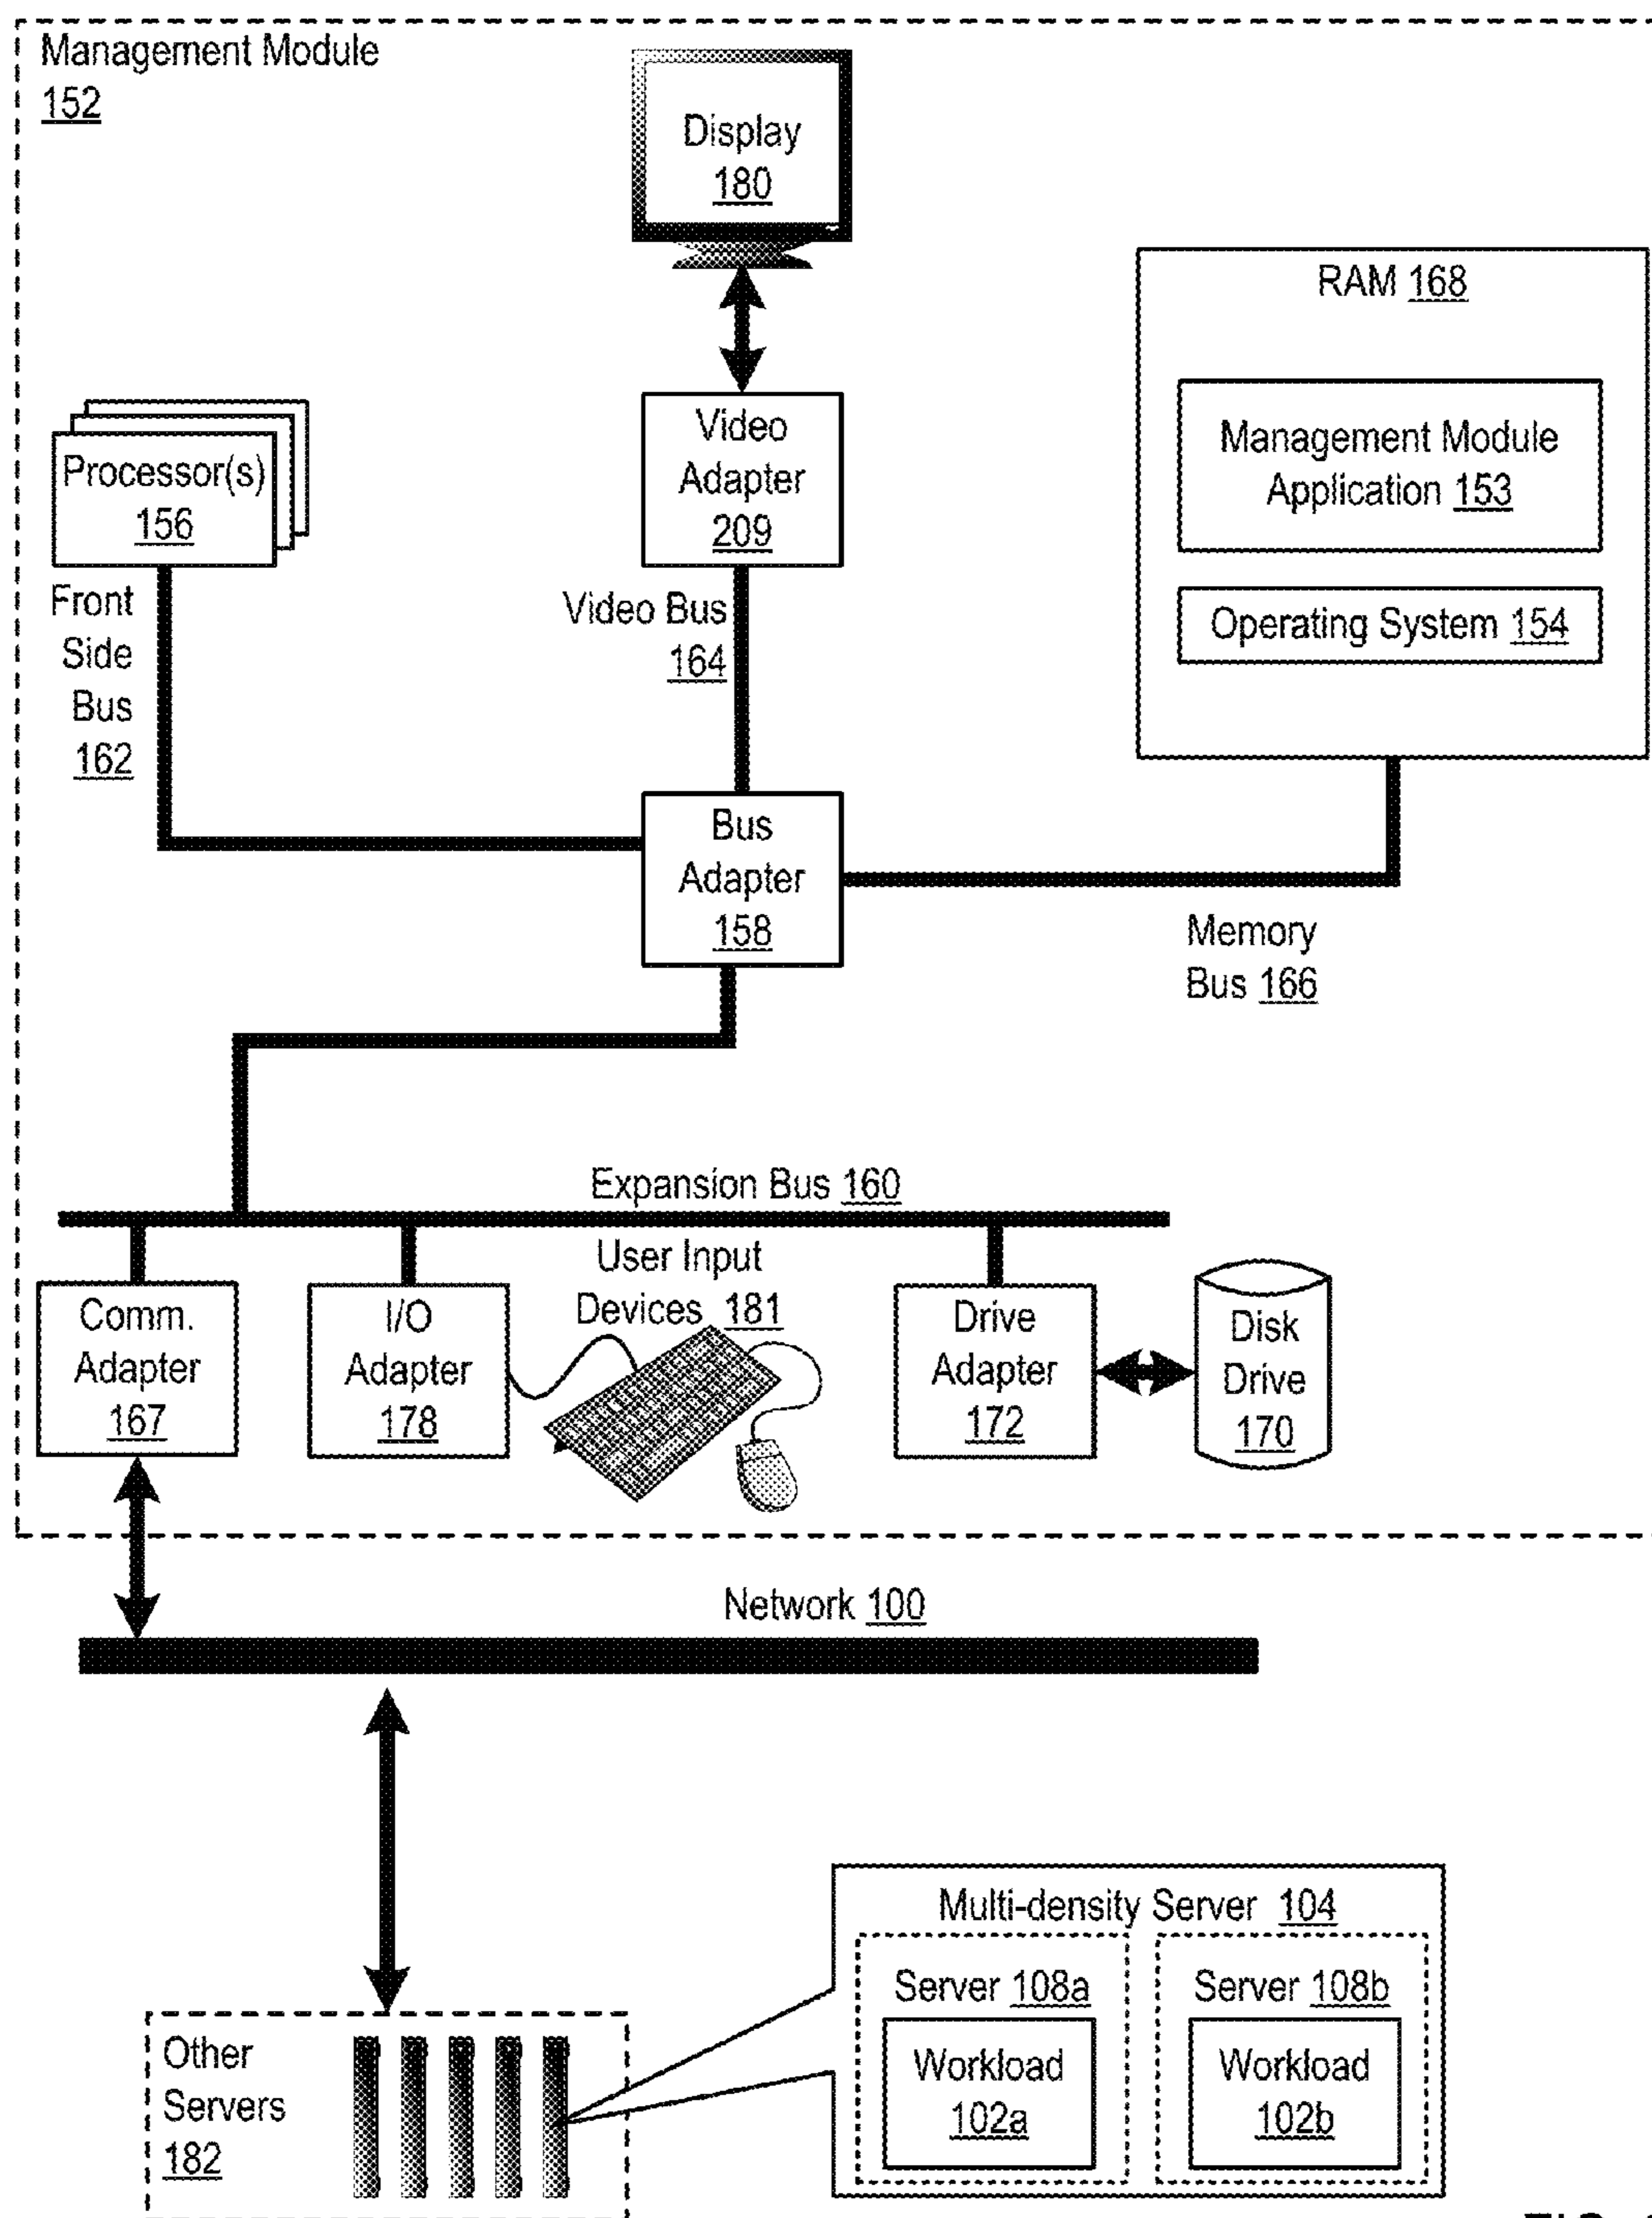 Management Module
152
Display
180
RAM 168
Video
Adapter
209
Management Module
Application 153
Processor(s)
156
Operating System 154
Front
Side
Bus
162
Video Bus
164
Bus
Adapter
158
Memory
Bus 166
Expansion Bus 160
User Input
Devices 181
Comm.
Adapter
167
I/O
Adapter
178
Drive
Adapter
172
Disk
Drive
170
Network 100
Multi-density Server 104
Server 108a
Server 108b
Workload
102a
Workload
102b
Other
Servers
182